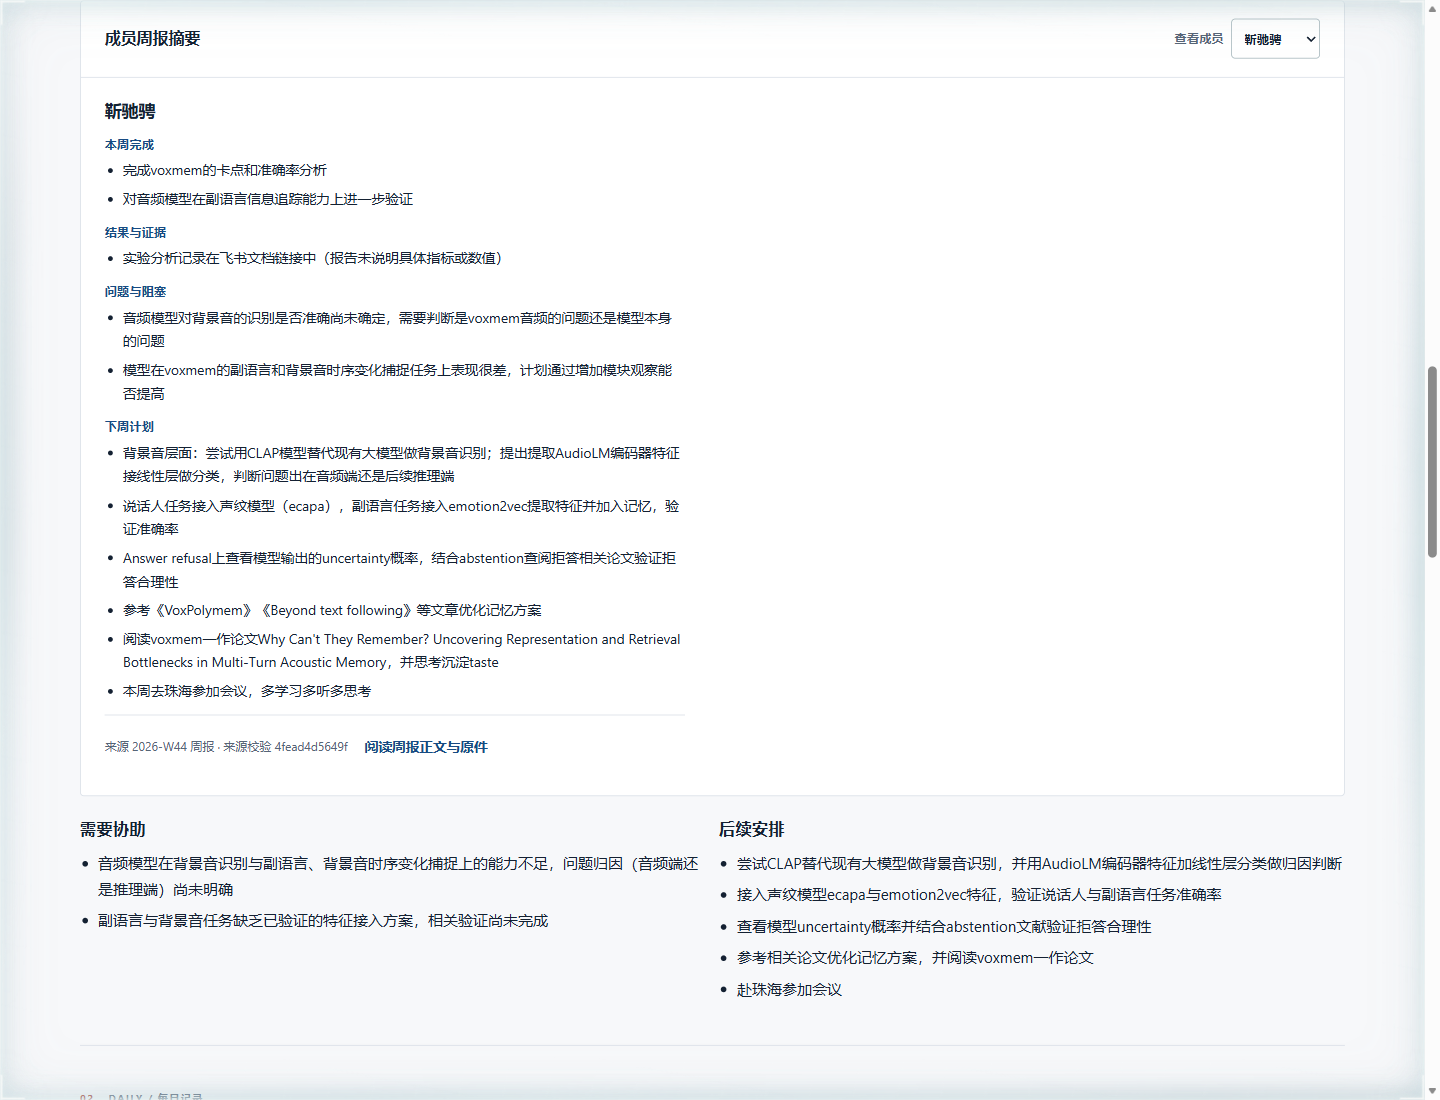 成员周报摘要
查看成员
靳驰骋
靳驰骋
本周完成
完成voxmem的卡点和准确率分析
对音频模型在副语言信息追踪能力上进一步验证
结果与证据
实验分析记录在飞书文档链接中（报告未说明具体指标或数值）
问题与阻塞
音频模型对背景音的识别是否准确尚未确定，需要判断是voxmem音频的问题还是模型本身
的问题
模型在voxmem的副语言和背景音时序变化捕捉任务上表现很差，计划通过增加模块观察能
否提高
下周计划
背景音层面：尝试用CLAP模型替代现有大模型做背景音识别；提出提取AudioLM编码器特征
接线性层做分类，判断问题出在音频端还是后续推理端
说话人任务接入声纹模型（ecapa），副语言任务接入emotion2vec提取特征并加入记忆，验
证准确率
Answer refusal上查看模型输出的uncertainty概率，结合abstention查阅拒答相关论文验证拒
答合理性
参考《VoxPolymem》《Beyond text following》等文章优化记忆方案
阅读voxmem一作论文Why Can't They Remember? Uncovering Representation and Retrieval
Bottlenecks in Multi-Turn Acoustic Memory，并思考沉淀taste
本周去珠海参加会议，多学习多听多思考
来源 2026-W44 周报 · 来源校验 4fead4d5649f 阅读周报正文与原件
需要协助
音频模型在背景音识别与副语言、背景音时序变化捕捉上的能力不足，问题归因（音频端还
是推理端）尚未明确
副语言与背景音任务缺乏已验证的特征接入方案，相关验证尚未完成
后续安排
尝试CLAP替代现有大模型做背景音识别，并用AudioLM编码器特征加线性层分类做归因判断
接入声纹模型ecapa与emotion2vec特征，验证说话人与副语言任务准确率
查看模型uncertainty概率并结合abstention文献验证拒答合理性
参考相关论文优化记忆方案，并阅读voxmem一作论文
赴珠海参加会议
02 DAILY / 每日记录